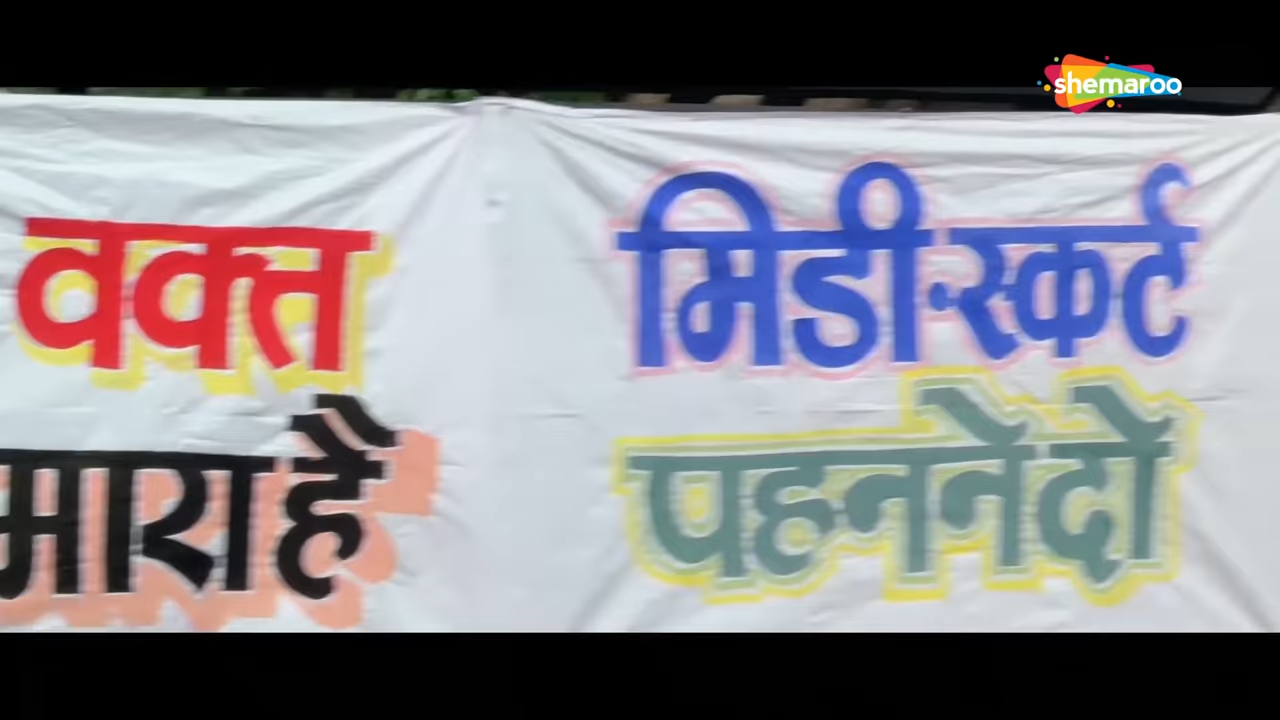 shemaroo
वक्त
मारा है
मिडी स्कर्ट
पहनने दो